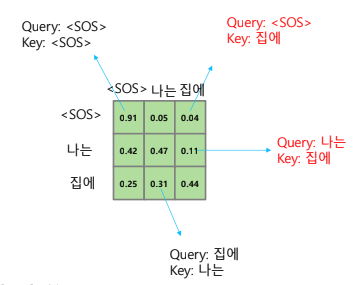 Query: <SOS>
Key: <SOS>
Query: <SOS>
Key: 집에
<SOS> 나는 집에
<SOS> 0.91 0.05 0.04
나는 0.42 0.47 0.11
집에 0.25 0.31 0.44
Query: 나는
Key: 집에
Query: 집에
Key: 나는